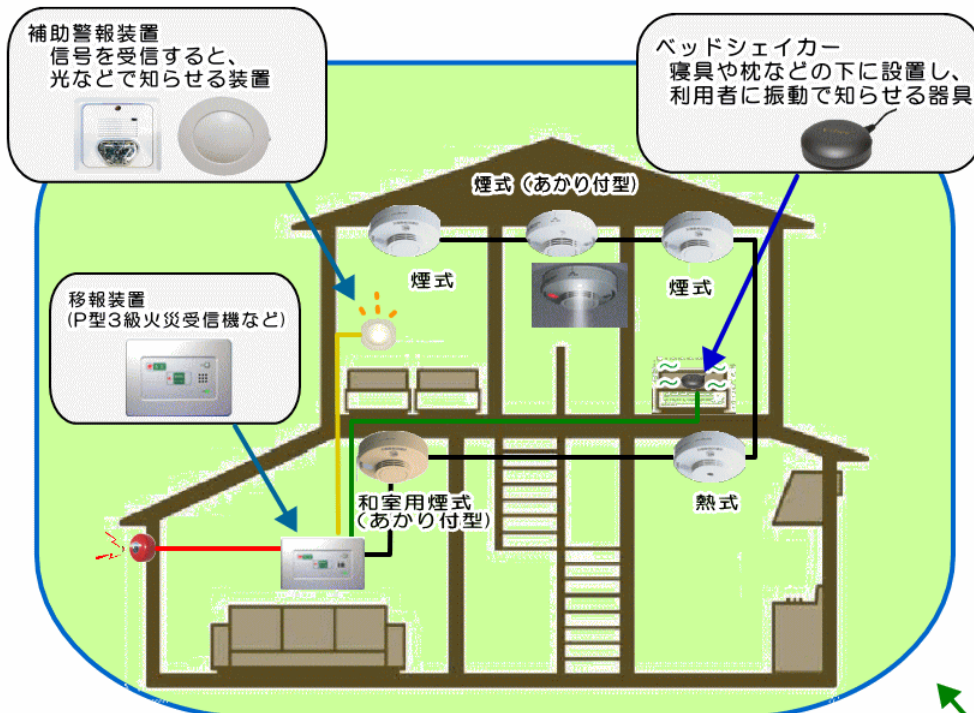 補助警報装置
信号を受信すると、
光などで知らせる装置
ベッドシェイカー
寝具や枕などの下に設置し、
利用者に振動で知らせる器具
煙式(あかり付型)
煙式
煙式
移報装置
(P型3級火災受信機など)
和室用煙式
(あかり付型)
熱式